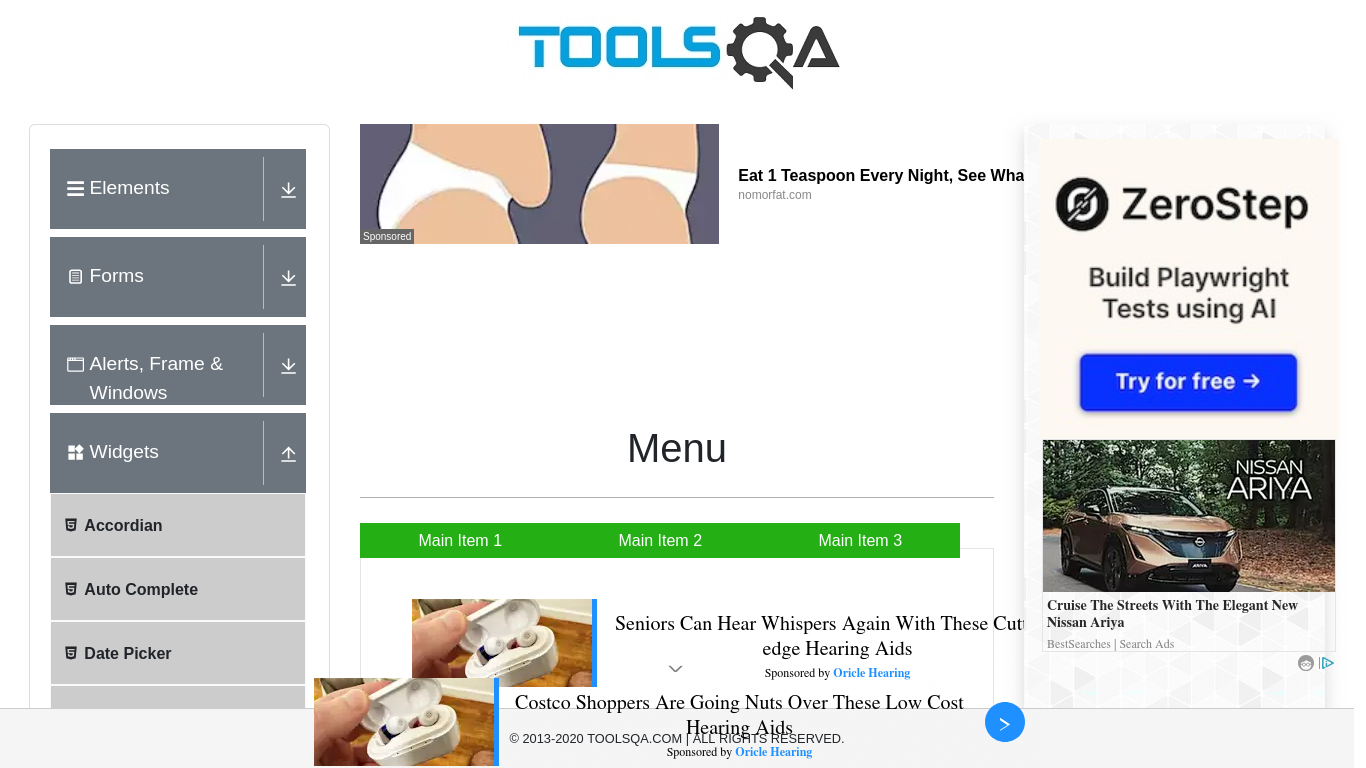 TOOLSQA
Elements
Forms
Alerts, Frame &
Windows
Widgets
Accordian
Auto Complete
Date Picker
Sponsored
Eat 1 Teaspoon Every Night, See Wha
nomorfat.com
Menu
Main Item 1
Main Item 2
Main Item 3
Seniors Can Hear Whispers Again With These Cutt
edge Hearing Aids
Sponsored by Oricle Hearing
Costco Shoppers Are Going Nuts Over These Low Cost
Hearing Aids
Sponsored by Oricle Hearing
© 2013-2020 TOOLSQA.COM | ALL RIGHTS RESERVED.
ZeroStep
Build Playwright
Tests using AI
Try for free →
NISSAN
ARIYA
Cruise The Streets With The Elegant New
Nissan Ariya
BestSearches | Search Ads